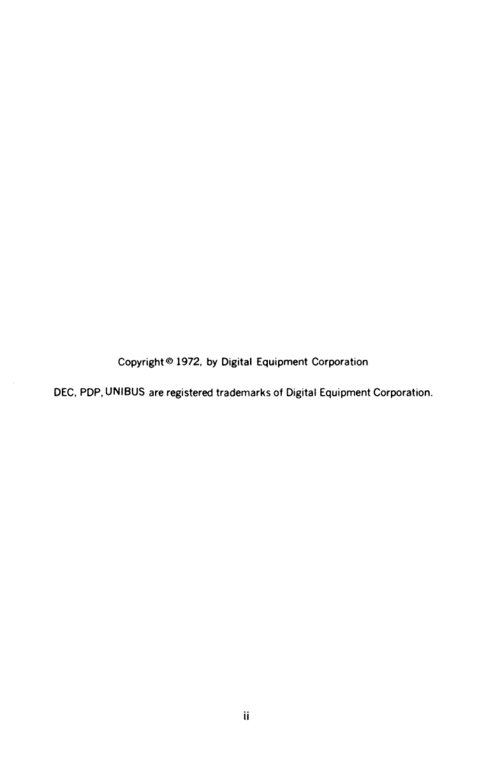 Copyright © 1972, by Digital Equipment Corporation
DEC, PDP, UNIBUS are registered trademarks of Digital Equipment Corporation.
ii